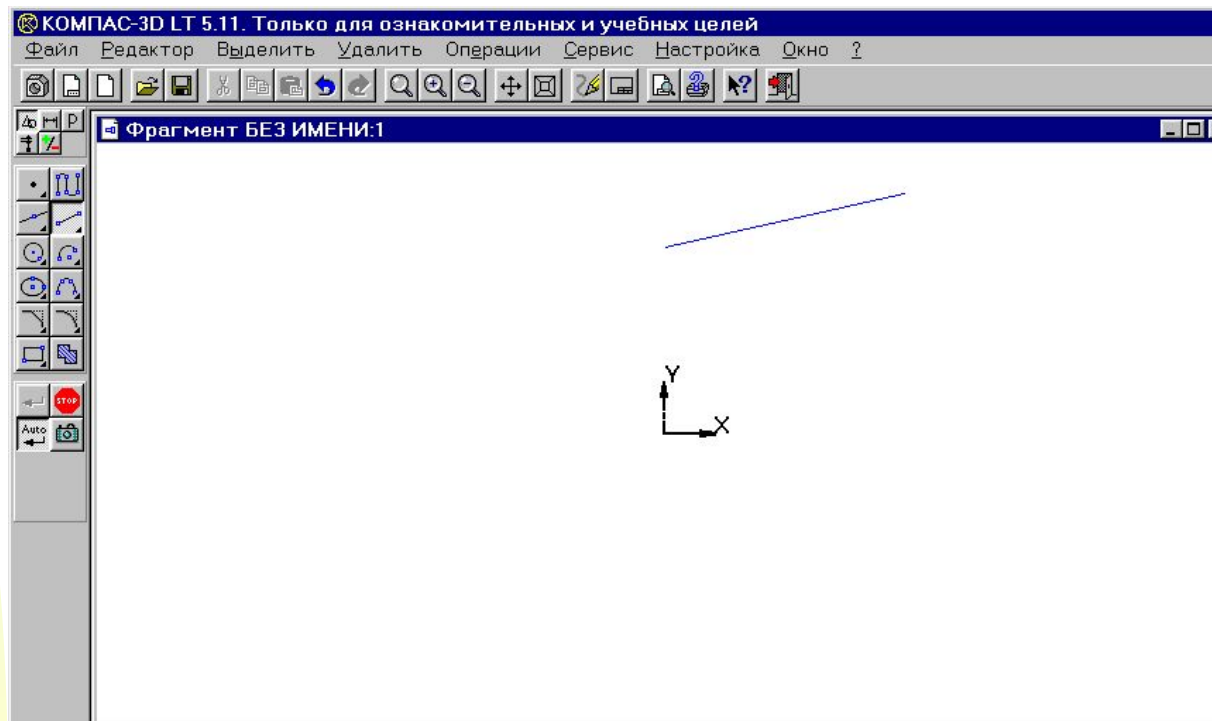 КОМПАС-3D LT 5.11. Только для ознакомительных и учебных целей
Файл Редактор Выделить Удалить Операции Сервис Настройка Окно ?
Р
Фрагмент БЕЗ ИМЕНИ:1
STOP
Auto
Y
X